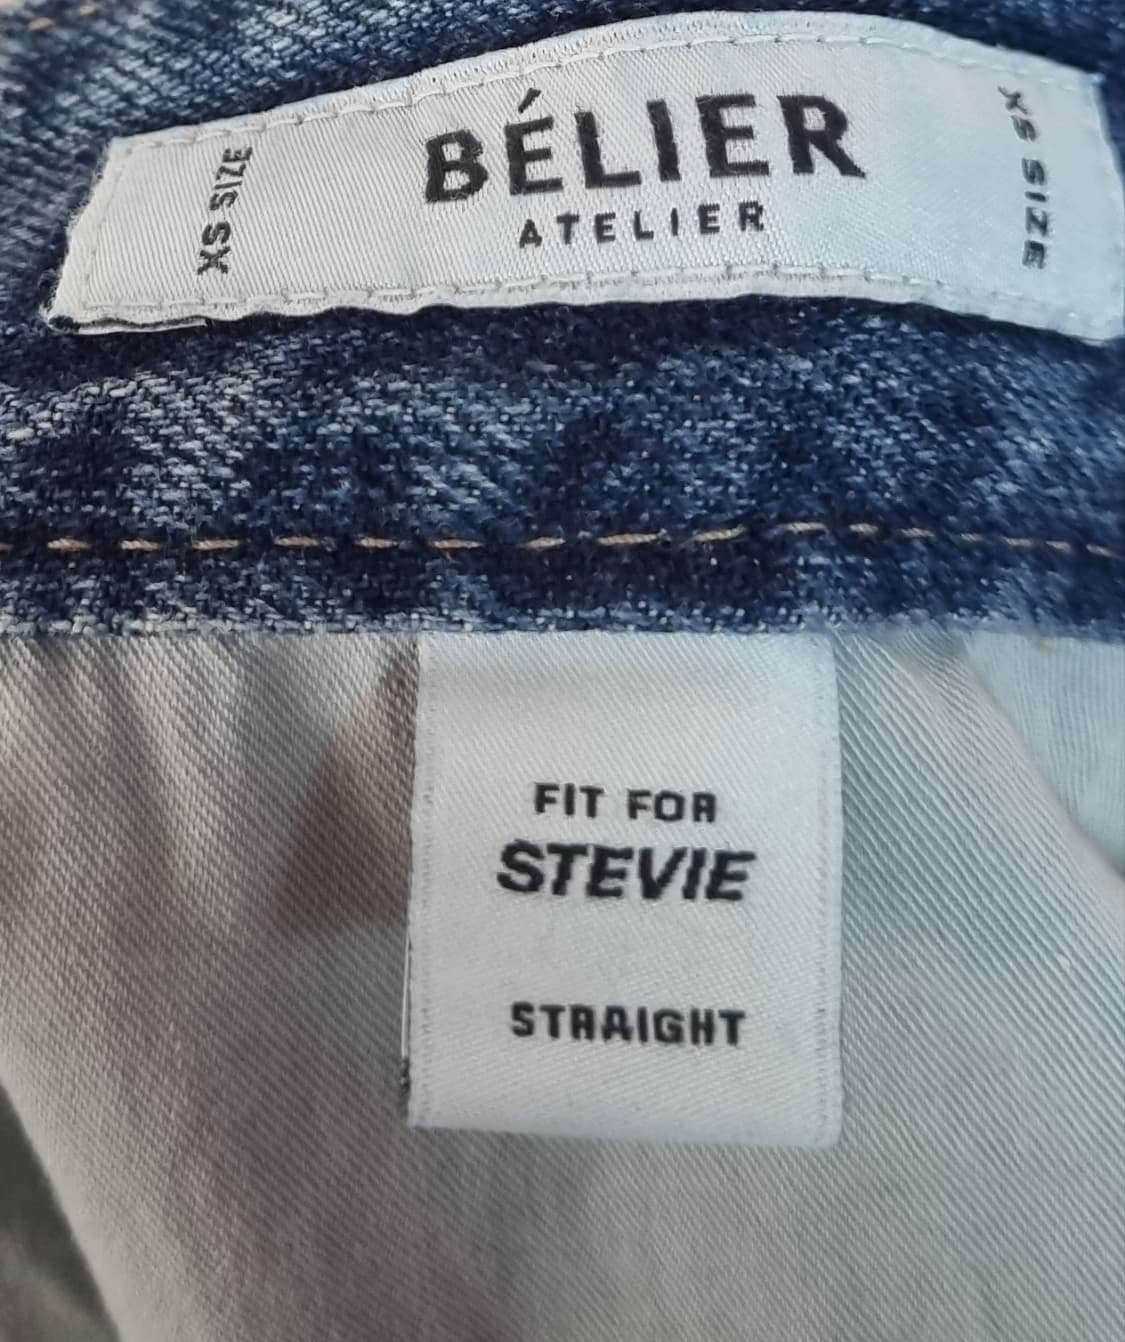 XS SIZE
BÉLIER
ATELIER
XS SIZE
FIT FOR
STEVIE
STRAIGHT